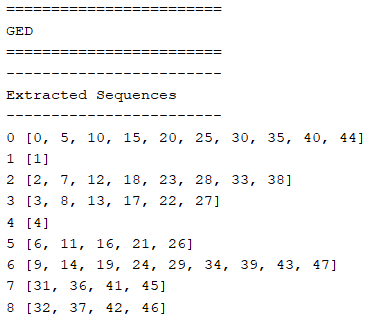 ========================
GED
========================
------------------------
Extracted Sequences
------------------------
0 [0, 5, 10, 15, 20, 25, 30, 35, 40, 44]
1 [1]
2 [2, 7, 12, 18, 23, 28, 33, 38]
3 [3, 8, 13, 17, 22, 27]
4 [4]
5 [6, 11, 16, 21, 26]
6 [9, 14, 19, 24, 29, 34, 39, 43, 47]
7 [31, 36, 41, 45]
8 [32, 37, 42, 46]